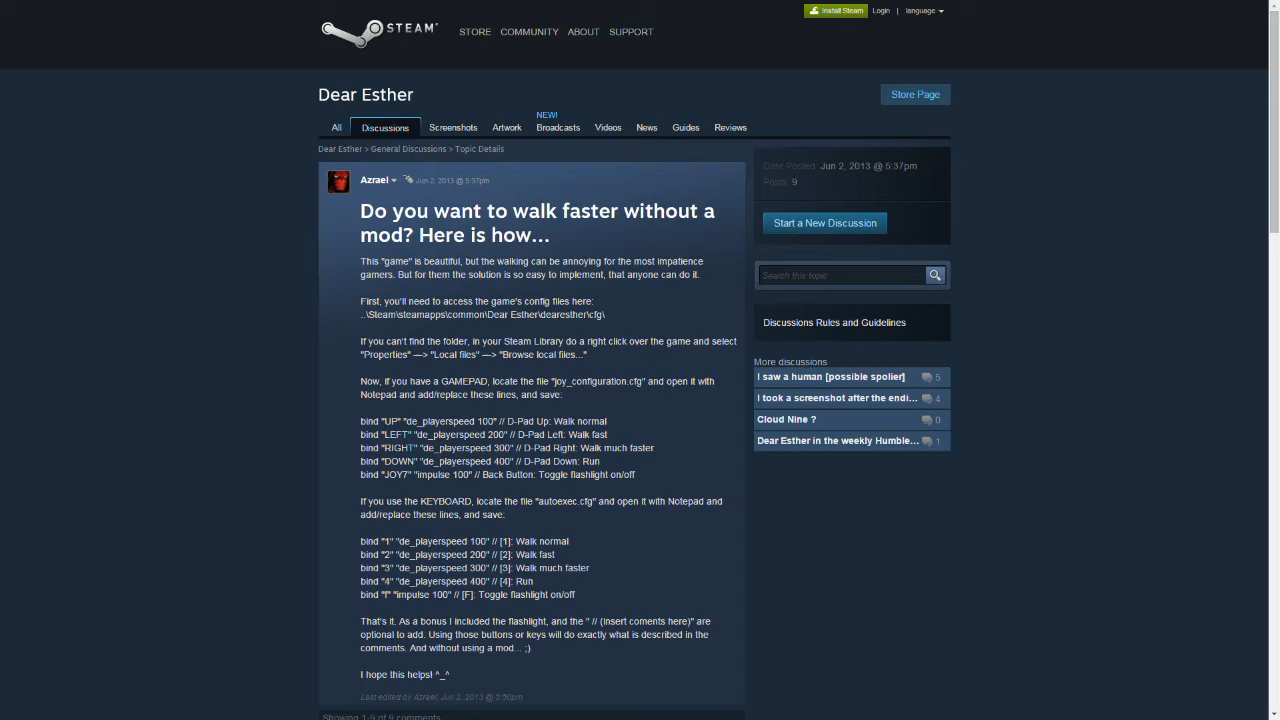 Install Steam
Login | language
STEAM®
STORE COMMUNITY ABOUT SUPPORT
Dear Esther
Store Page
NEW!
All Discussions Screenshots Artwork Broadcasts Videos News Guides Reviews
Dear Esther > General Discussions > Topic Details
Azrael Jun 2, 2013 @ 5:37pm
Do you want to walk faster without a
mod? Here is how...
This "game" is beautiful, but the walking can be annoying for the most impatience
gamers. But for them the solution is so easy to implement, that anyone can do it.
First, you'll need to access the game's config files here:
..\Steam\steamapps\common\Dear Esther\dearesther\cfg\
If you can't find the folder, in your Steam Library do a right click over the game and select
"Properties" —> "Local files" —> "Browse local files..."
Now, if you have a GAMEPAD, locate the file "joy_configuration.cfg" and open it with
Notepad and add/replace these lines, and save:
bind "UP" "de_playerspeed 100" // D-Pad Up: Walk normal
bind "LEFT" "de_playerspeed 200" // D-Pad Left: Walk fast
bind "RIGHT" "de_playerspeed 300" // D-Pad Right: Walk much faster
bind "DOWN" "de_playerspeed 400" // D-Pad Down: Run
bind "JOY7" "impulse 100" // Back Button: Toggle flashlight on/off
If you use the KEYBOARD, locate the file "autoexec.cfg" and open it with Notepad and
add/replace these lines, and save:
bind "1" "de_playerspeed 100" // [1]: Walk normal
bind "2" "de_playerspeed 200" // [2]: Walk fast
bind "3" "de_playerspeed 300" // [3]: Walk much faster
bind "4" "de_playerspeed 400" // [4]: Run
bind "f" "impulse 100" // [F]: Toggle flashlight on/off
That's it. As a bonus I included the flashlight, and the " // (insert coments here)" are
optional to add. Using those buttons or keys will do exactly what is described in the
comments. And without using a mod... ;)
I hope this helps! ^_^
Last edited by Azrael; Jun 2, 2013 @ 5:50pm
Showing 1-9 of 9 comments
Date Posted: Jun 2, 2013 @ 5:37pm
Posts: 9
Start a New Discussion
Search this topic
Discussions Rules and Guidelines
More discussions
I saw a human [possible spolier] 5
I took a screenshot after the endi... 4
Cloud Nine ? 0
Dear Esther in the weekly Humble... 1